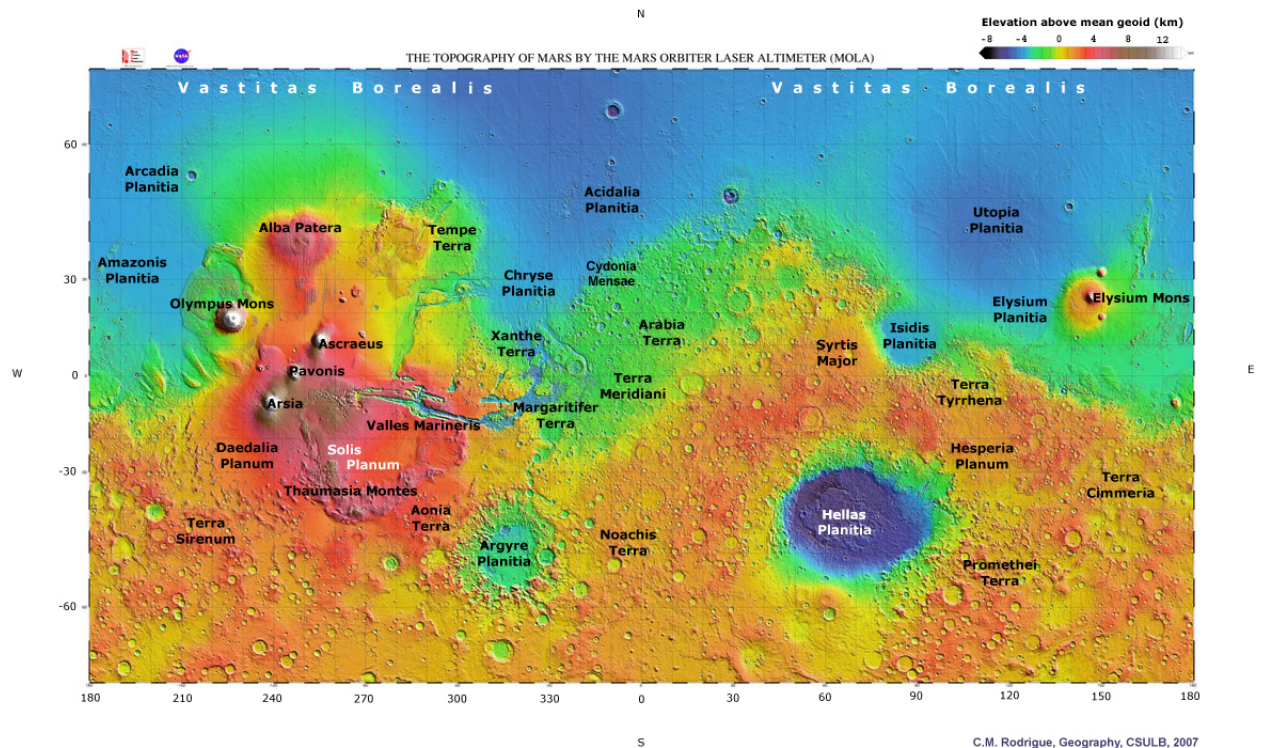 N
Elevation above mean geoid (km)
-8 -4 0 4 8 12
NASA
THE TOPOGRAPHY OF MARS BY THE MARS ORBITER LASER ALTIMETER (MOLA)
Vastitas Borealis
Vastitas Borealis
60
Arcadia
Planitia
Acidalia
Planitia
Utopia
Planitia
Alba Patera
Tempe
Terra
Amazonis
Planitia
Chryse
Planitia
Cydonia
Mensae
30
30
Olympus Mons
Elysium
Planitia
Elysium Mons
Ascraeus
Xanthe
Terra
Arabia
Terra
Syrtis
Major
Isidis
Planitia
W
0
0
E
Pavonis
Terra
Meridiani
Terra
Tyrrhena
Arsia
Margaritifer
Terra
Valles Marineris
Daedalia
Planum
Solis
Planum
Hesperia
Planum
-30
-30
Thaumasia Montes
Terra
Cimmeria
Aonia
Terra
Terra
Sirenum
Argyre
Planitia
Noachis
Terra
Hellas
Planitia
Promethei
Terra
-60
-60
180 210 240 270 300 330 0 30 60 90 120 150 180
S
C.M. Rodrigue, Geography, CSULB, 2007